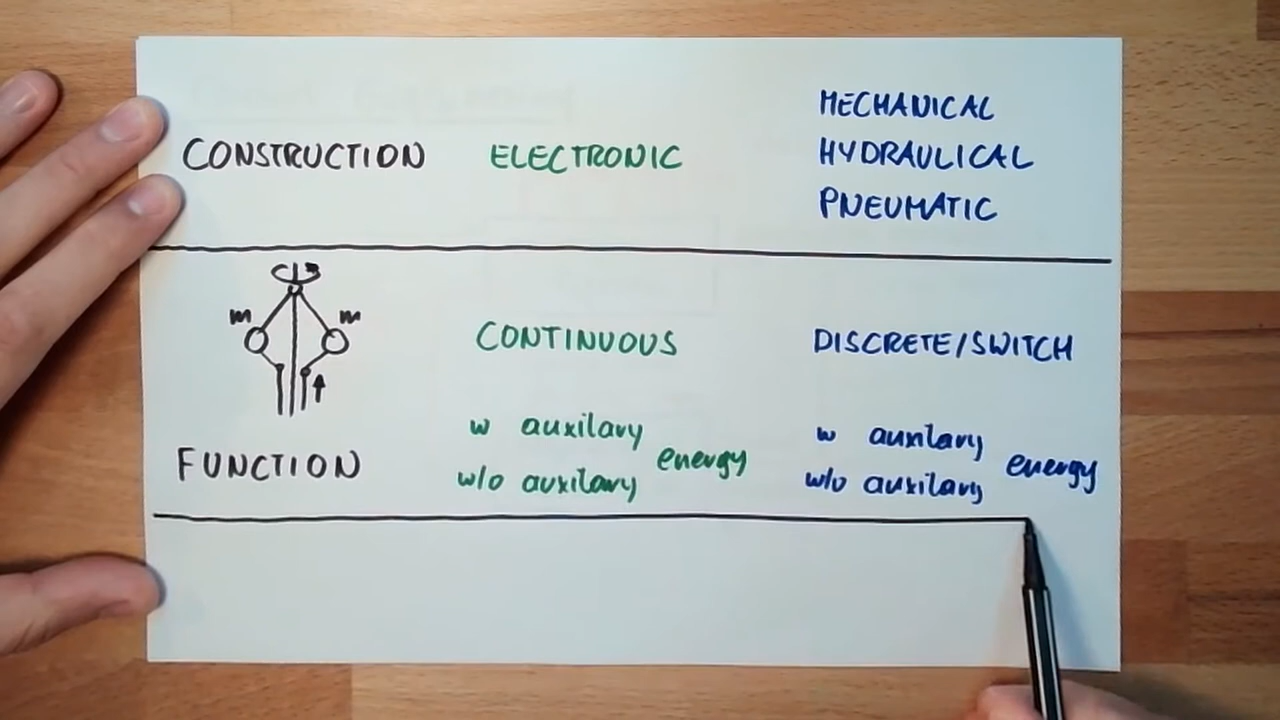 MECHANICAL
CONSTRUCTION ELECTRONIC HYDRAULICAL
PNEUMATIC
m m
CONTINUOUS DISCRETE/SWITCH
w auxilary w auxilary
FUNCTION energy energy
w/o auxilary w/o auxilary